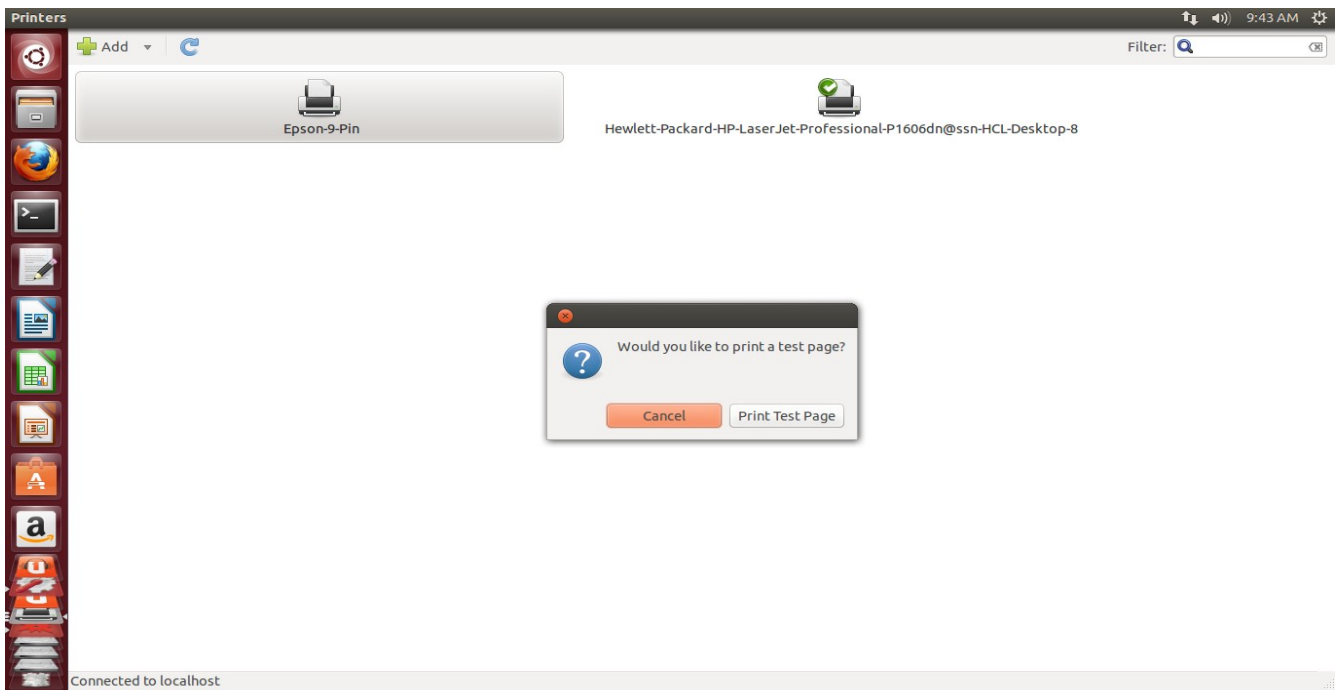 Printers
9:43 AM
Add
Filter:
Epson-9-Pin
Hewlett-Packard-HP-LaserJet-Professional-P1606dn@ssn-HCL-Desktop-8
Would you like to print a test page?
Cancel
Print Test Page
Connected to localhost